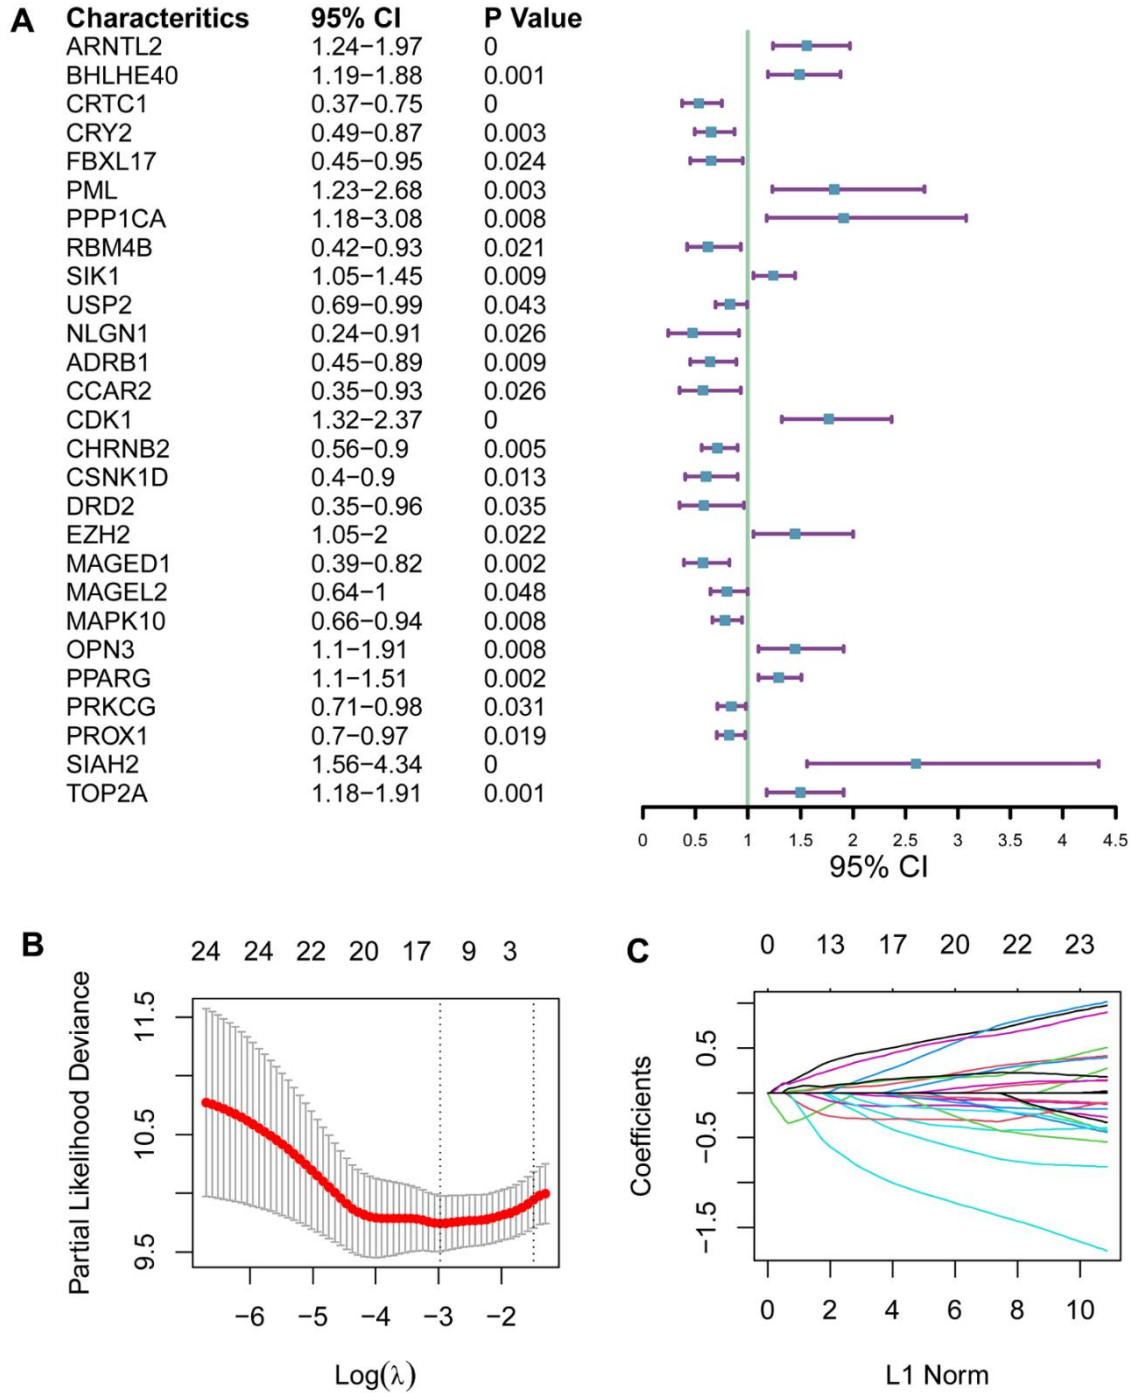 A Characteritics 95% CI P Value
ARNTL2 1.24−1.97 0
BHLHE40 1.19−1.88 0.001
CRTC1 0.37−0.75 0
CRY2 0.49−0.87 0.003
FBXL17 0.45−0.95 0.024
PML 1.23−2.68 0.003
PPP1CA 1.18−3.08 0.008
RBM4B 0.42−0.93 0.021
SIK1 1.05−1.45 0.009
USP2 0.69−0.99 0.043
NLGN1 0.24−0.91 0.026
ADRB1 0.45−0.89 0.009
CCAR2 0.35−0.93 0.026
CDK1 1.32−2.37 0
CHRNB2 0.56−0.9 0.005
CSNK1D 0.4−0.9 0.013
DRD2 0.35−0.96 0.035
EZH2 1.05−2 0.022
MAGED1 0.39−0.82 0.002
MAGEL2 0.64−1 0.048
MAPK10 0.66−0.94 0.008
OPN3 1.1−1.91 0.008
PPARG 1.1−1.51 0.002
PRKCG 0.71−0.98 0.031
PROX1 0.7−0.97 0.019
SIAH2 1.56−4.34 0
TOP2A 1.18−1.91 0.001
0 0.5 1 1.5 2 2.5 3 3.5 4 4.5
95% CI
B
24 24 22 20 17 9 3
Partial Likelihood Deviance
11.5
10.5
9.5
−6 −5 −4 −3 −2
Log(λ)
C
0 13 17 20 22 23
Coefficients
0.5
−0.5
−1.5
0 2 4 6 8 10
L1 Norm